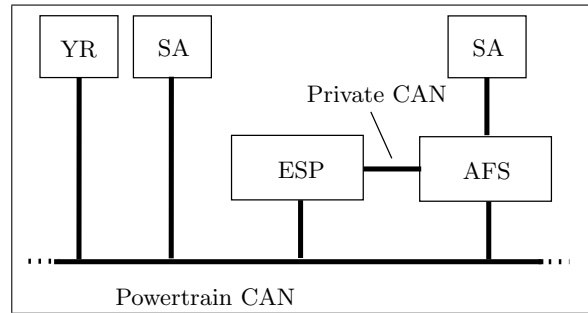 YR
SA
SA
Private CAN
ESP
AFS
Powertrain CAN